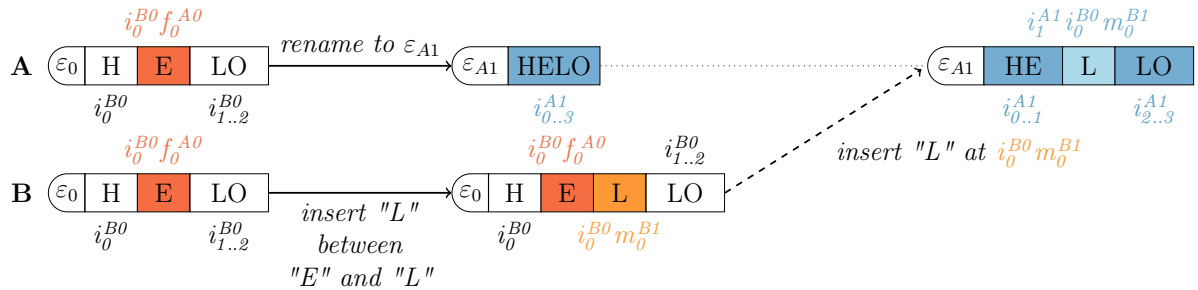 i_0^{B0} f_0^{A0}
i_1^{A1} i_0^{B0} m_0^{B1}
A ε_0 H E LO rename to ε_{A1} ε_{A1} HELO ε_{A1} HE L LO
i_0^{B0} i_{1..2}^{B0} i_{0..3}^{A1} i_{0..1}^{A1} i_{2..3}^{A1}
i_0^{B0} f_0^{A0} i_0^{B0} f_0^{A0} i_{1..2}^{B0} insert "L" at i_0^{B0} m_0^{B1}
B ε_0 H E LO ε_0 H E L LO
i_0^{B0} i_{1..2}^{B0} insert "L" i_0^{B0} i_0^{B0} m_0^{B1}
between
"E" and "L"